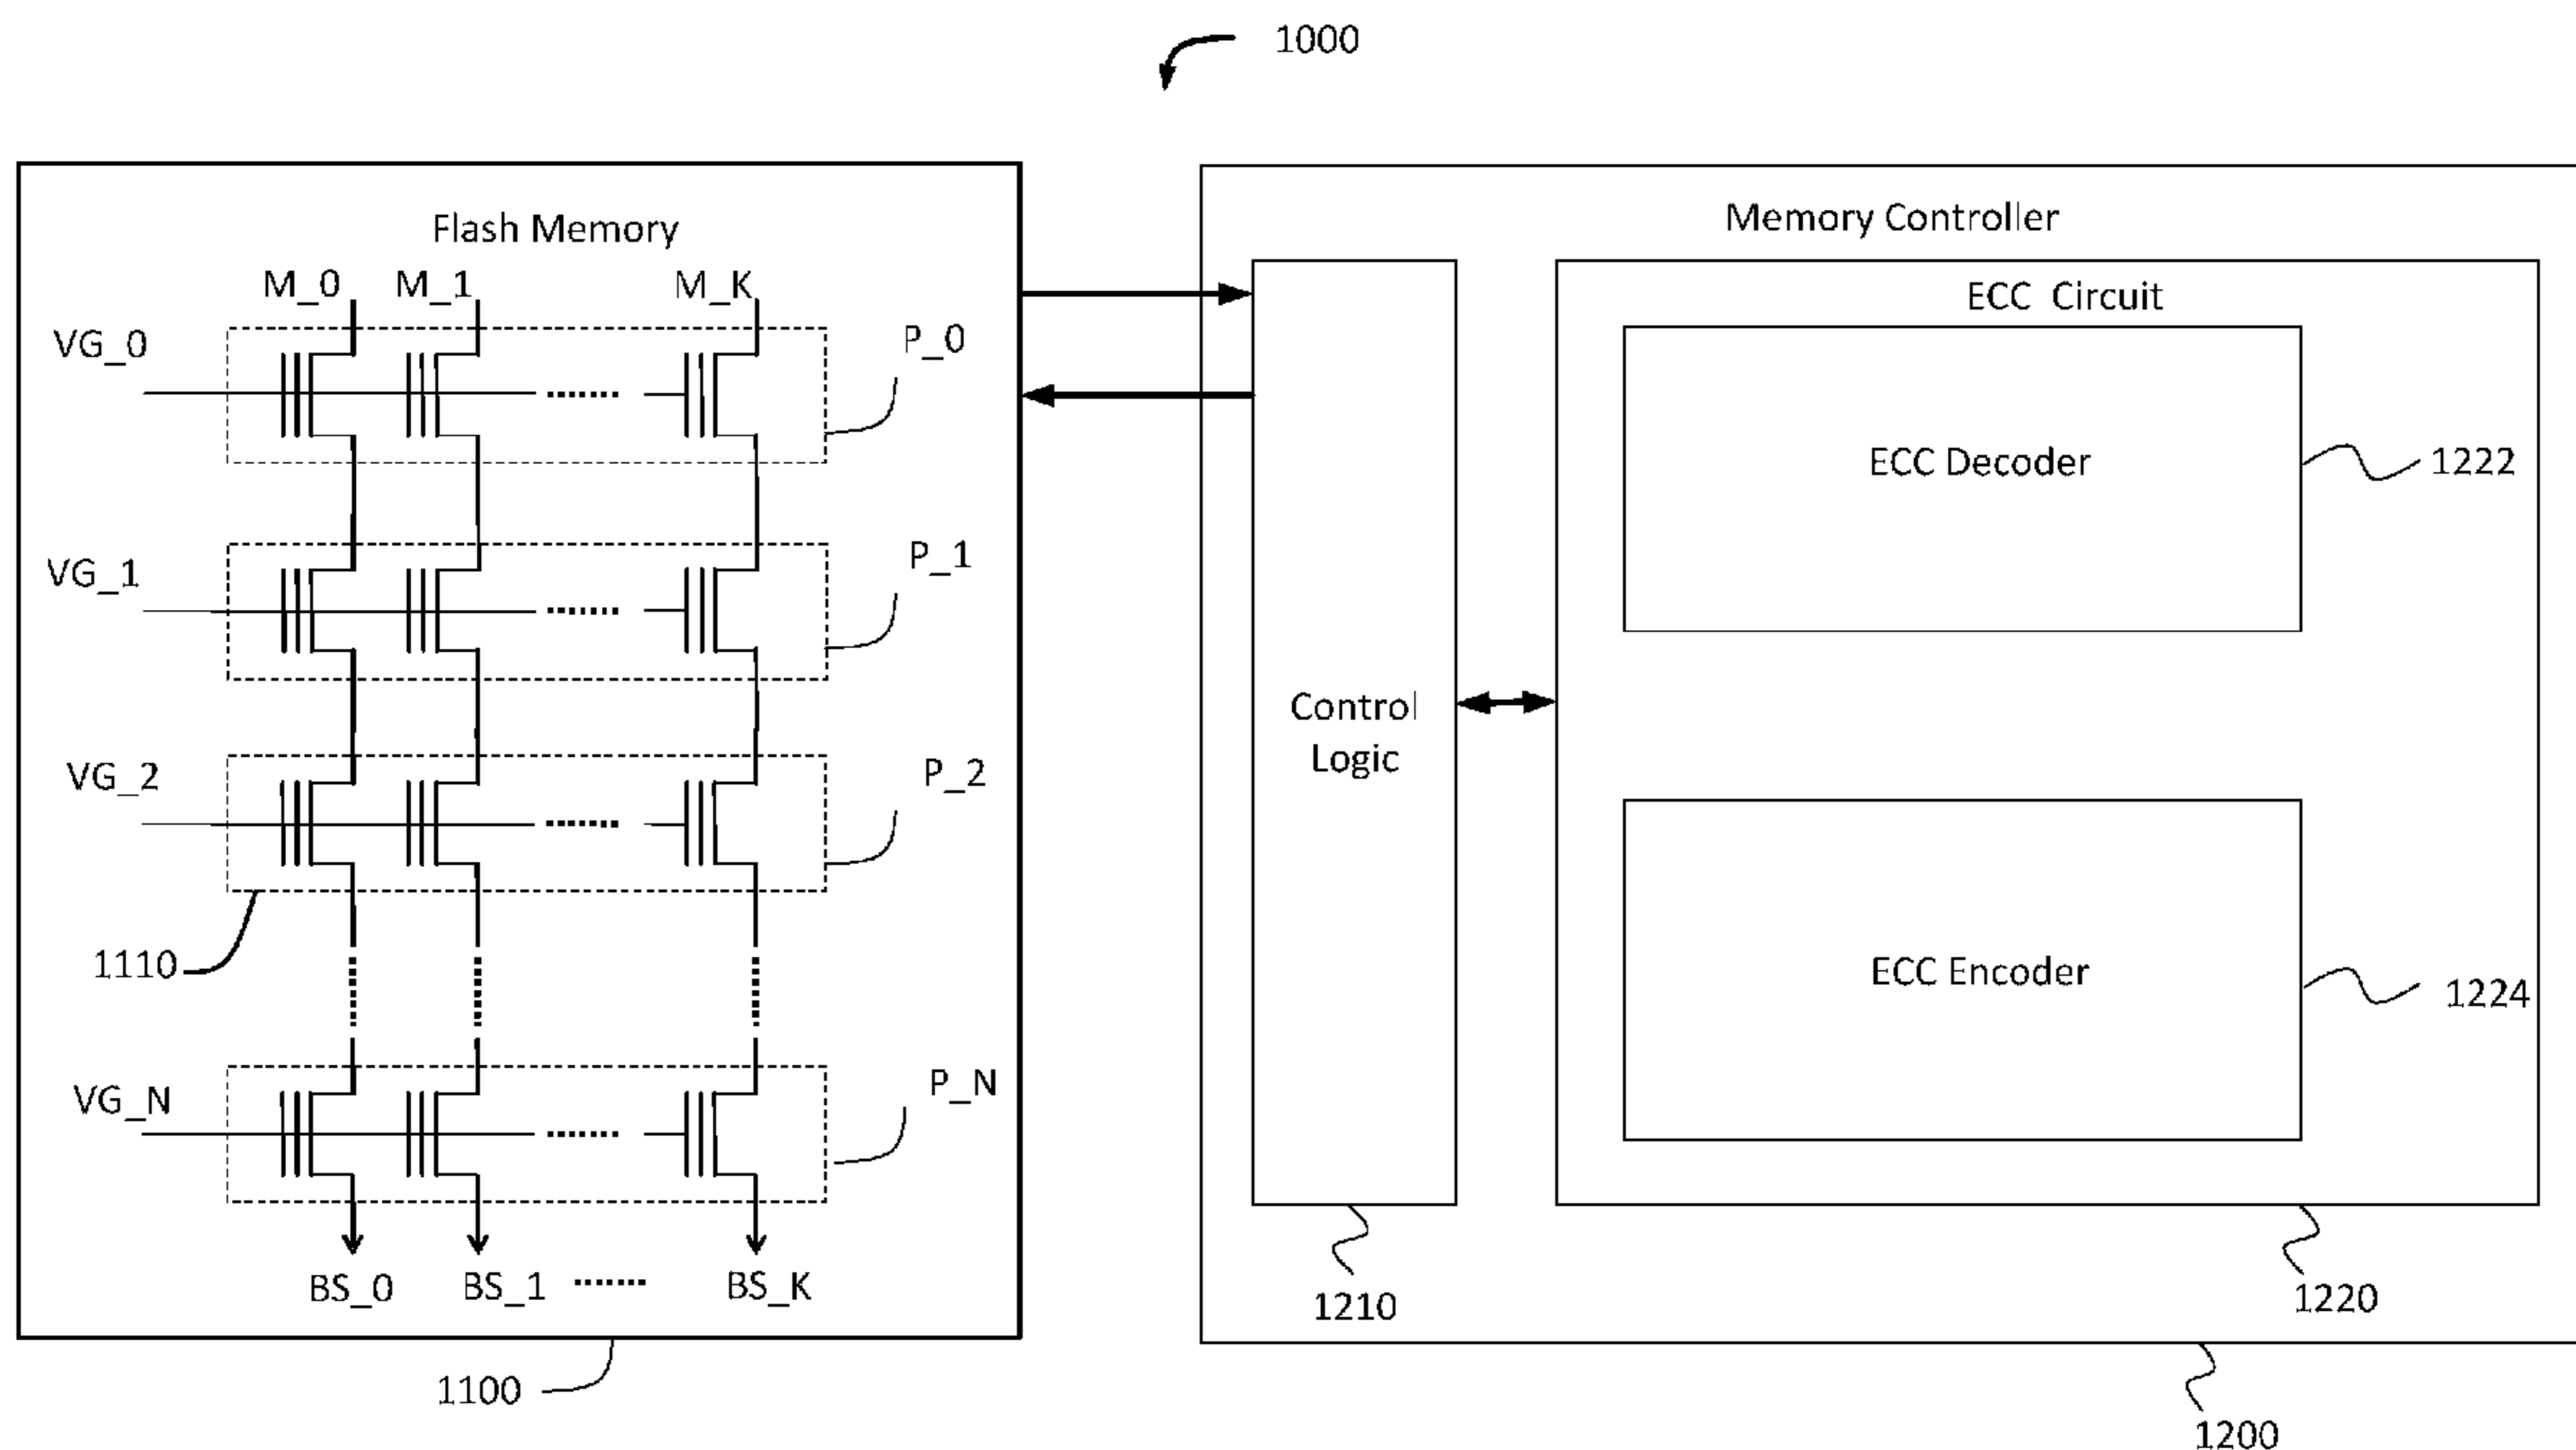 1000
Flash Memory
M_0 M_1 M_K
VG_0
P_0
VG_1
P_1
VG_2
P_2
1110
VG_N
P_N
BS_0 BS_1 ....... BS_K
1100
Memory Controller
Control
Logic
1210
ECC Circuit
ECC Decoder
1222
ECC Encoder
1224
1220
1200